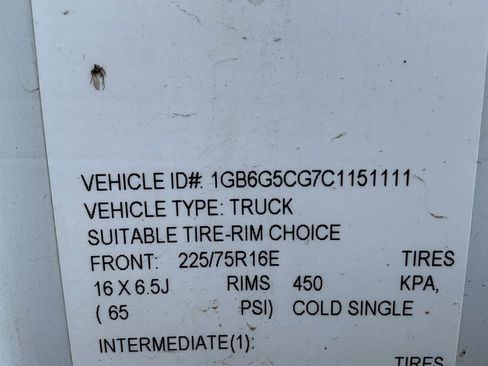 VEHICLE ID#: 1GB6G5CG7C1151111
VEHICLE TYPE: TRUCK
SUITABLE TIRE-RIM CHOICE
FRONT: 225/75R16E TIRES
16 X 6.5J RIMS 450 KPA,
( 65 PSI) COLD SINGLE
INTERMEDIATE(1):
TIRES